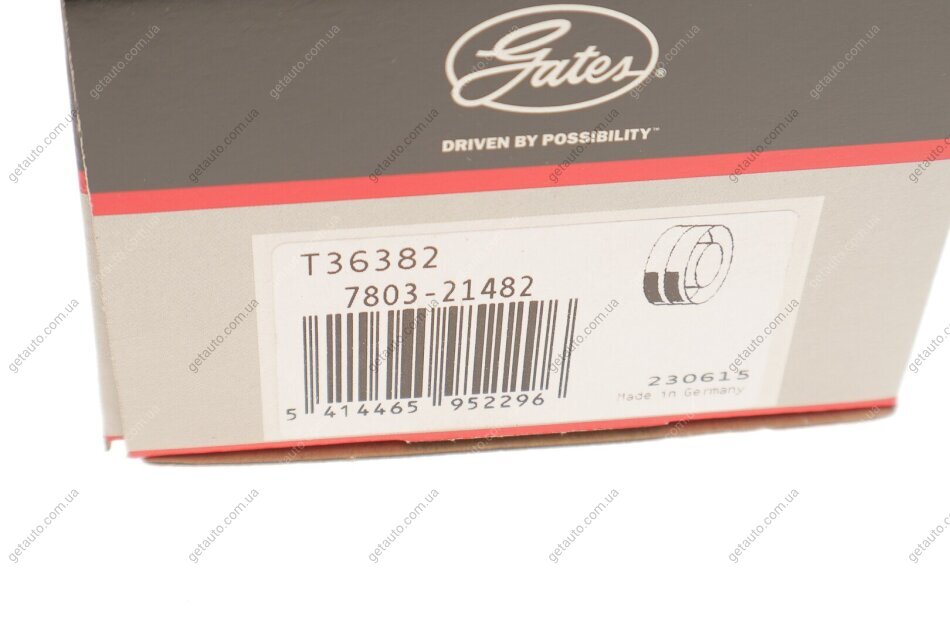 Gates®
DRIVEN BY POSSIBILITY™
T36382
7803-21482
5 414465 952296
230615
Made in Germany
getauto.com.ua